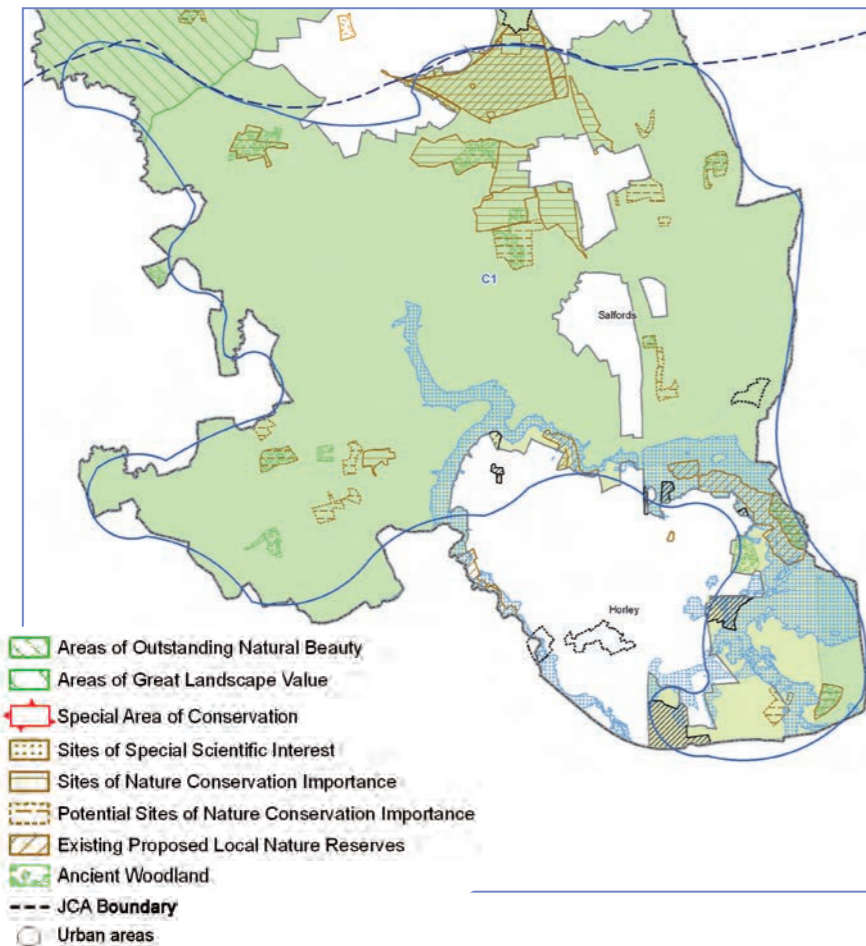 C1
Salfords
Horley
Areas of Outstanding Natural Beauty
Areas of Great Landscape Value
Special Area of Conservation
Sites of Special Scientific Interest
Sites of Nature Conservation Importance
Potential Sites of Nature Conservation Importance
Existing Proposed Local Nature Reserves
Ancient Woodland
JCA Boundary
Urban areas